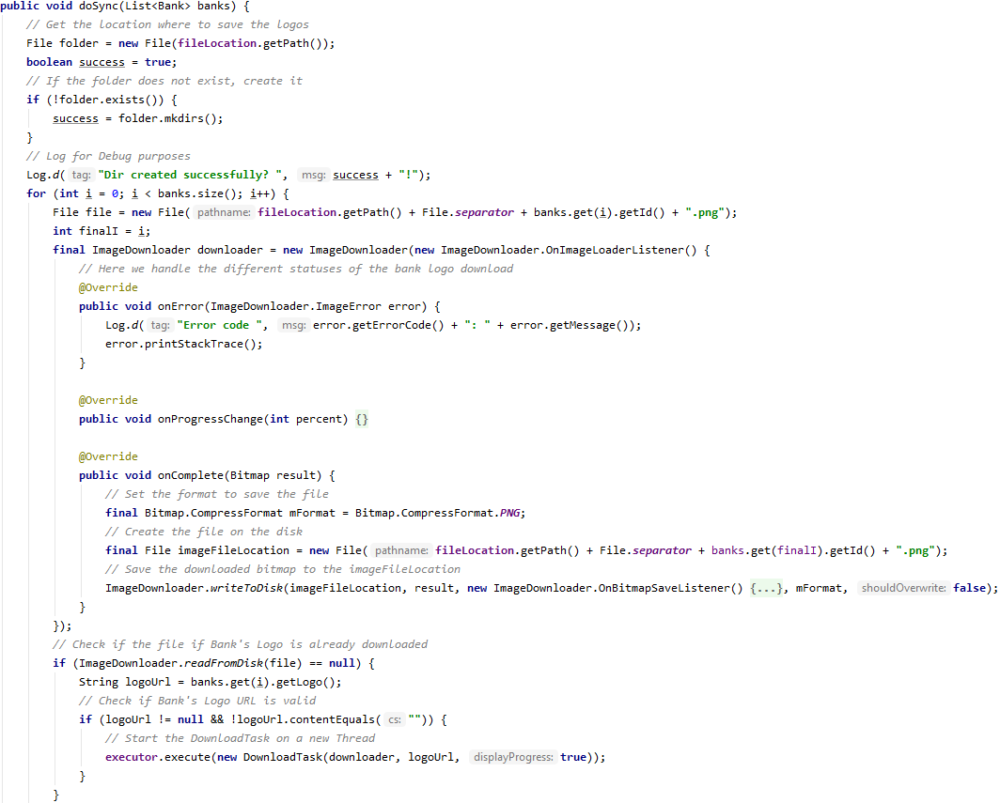 public void doSync(List<Bank> banks) {
// Get the location where to save the logos
File folder = new File(fileLocation.getPath());
boolean success = true;
// If the folder does not exist, create it
if (!folder.exists()) {
success = folder.mkdirs();
}
// Log for Debug purposes
Log.d( tag: "Dir created successfully? ", msg: success + "!");
for (int i = 0; i < banks.size(); i++) {
File file = new File( pathname: fileLocation.getPath() + File.separator + banks.get(i).getId() + ".png");
int finalI = i;
final ImageDownloader downloader = new ImageDownloader(new ImageDownloader.OnImageLoaderListener() {
// Here we handle the different statuses of the bank logo download
@Override
public void onError(ImageDownloader.ImageError error) {
Log.d( tag: "Error code ", msg: error.getErrorCode() + ": " + error.getMessage());
error.printStackTrace();
}
@Override
public void onProgressChange(int percent) {}
@Override
public void onComplete(Bitmap result) {
// Set the format to save the file
final Bitmap.CompressFormat mFormat = Bitmap.CompressFormat.PNG;
// Create the file on the disk
final File imageFileLocation = new File( pathname: fileLocation.getPath() + File.separator + banks.get(finalI).getId() + ".png");
// Save the downloaded bitmap to the imageFileLocation
ImageDownloader.writeToDisk(imageFileLocation, result, new ImageDownloader.OnBitmapSaveListener() {...}, mFormat, shouldOverwrite: false);
}
});
// Check if the file if Bank's Logo is already downloaded
if (ImageDownloader.readFromDisk(file) == null) {
String logoUrl = banks.get(i).getLogo();
// Check if Bank's Logo URL is valid
if (logoUrl != null && !logoUrl.contentEquals( cs: "")) {
// Start the DownloadTask on a new Thread
executor.execute(new DownloadTask(downloader, logoUrl, displayProgress: true));
}
}